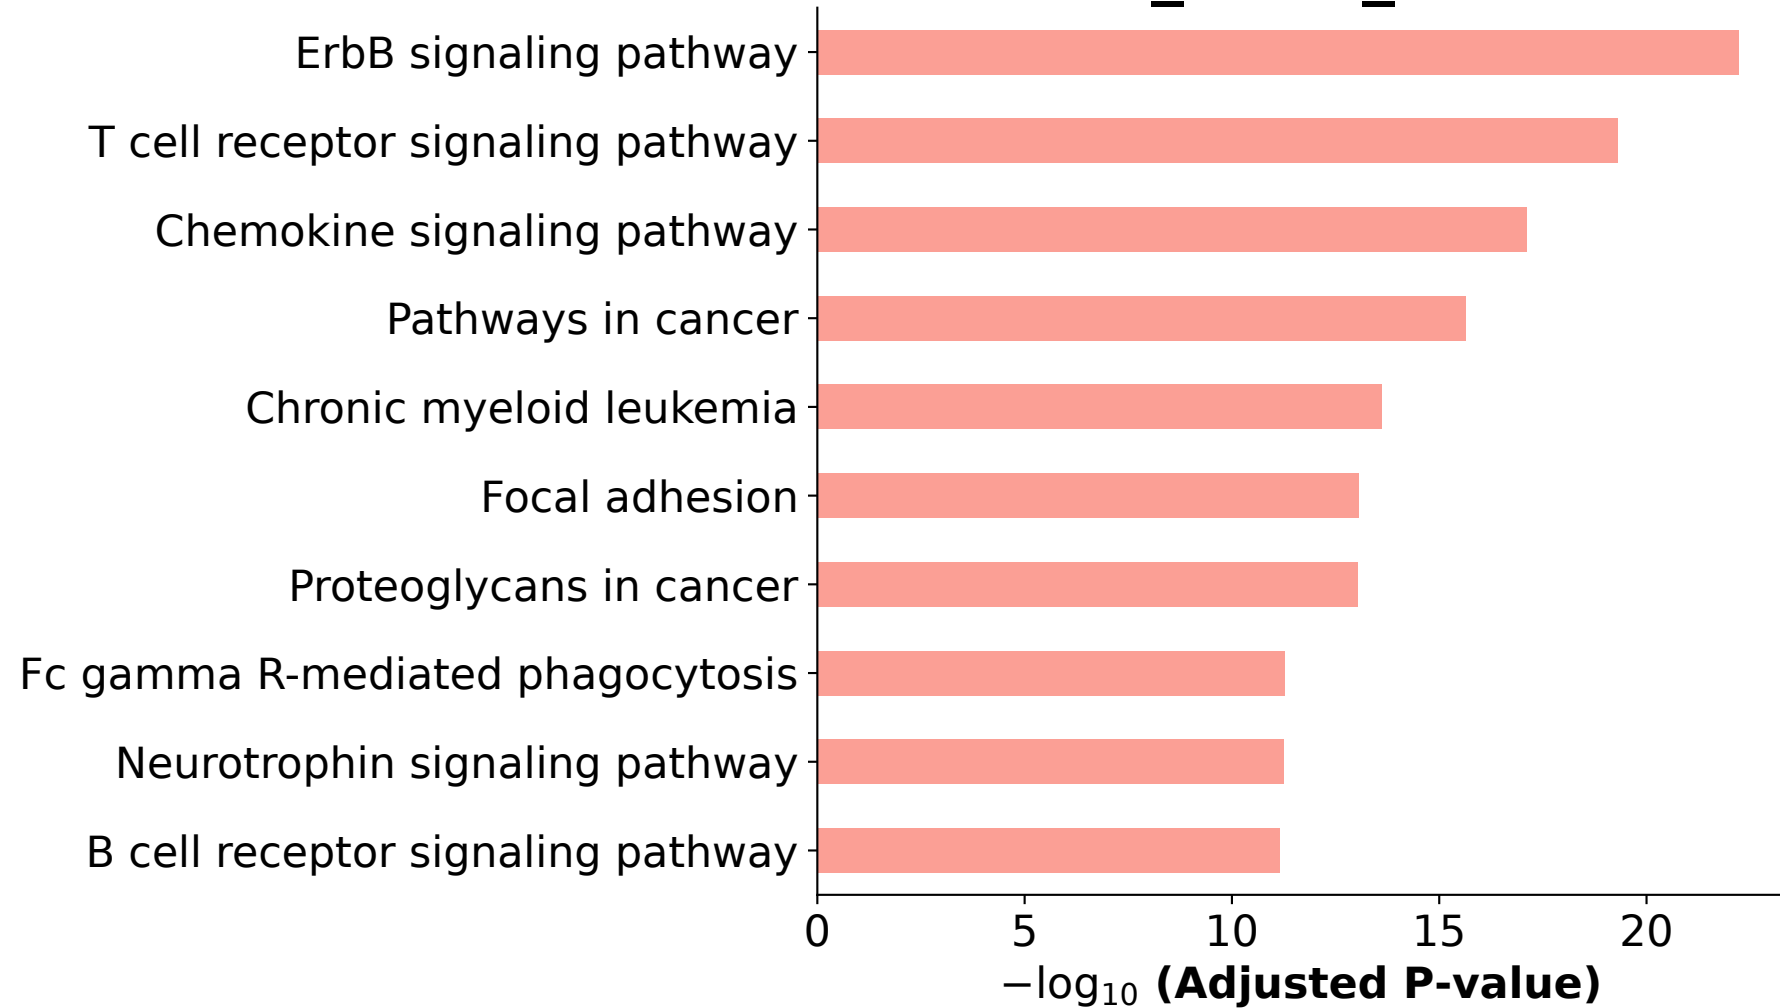 ErbB signaling pathway
T cell receptor signaling pathway
Chemokine signaling pathway
Pathways in cancer
Chronic myeloid leukemia
Focal adhesion
Proteoglycans in cancer
Fc gamma R-mediated phagocytosis
Neurotrophin signaling pathway
B cell receptor signaling pathway
0 5 10 15 20
−log₁₀ (Adjusted P-value)